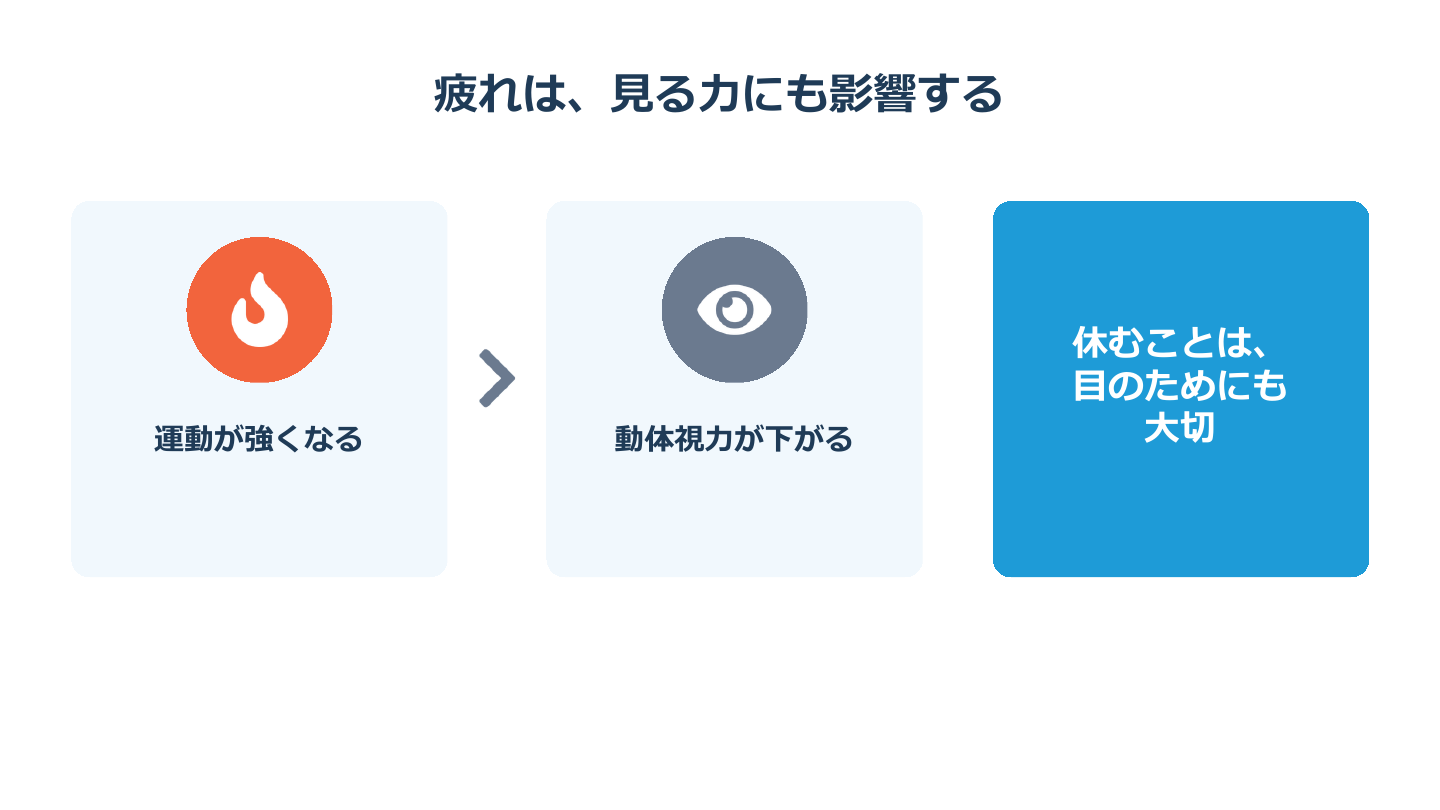 疲れは、見る力にも影響する
運動が強くなる
動体視力が下がる
休むことは、
目のためにも
大切